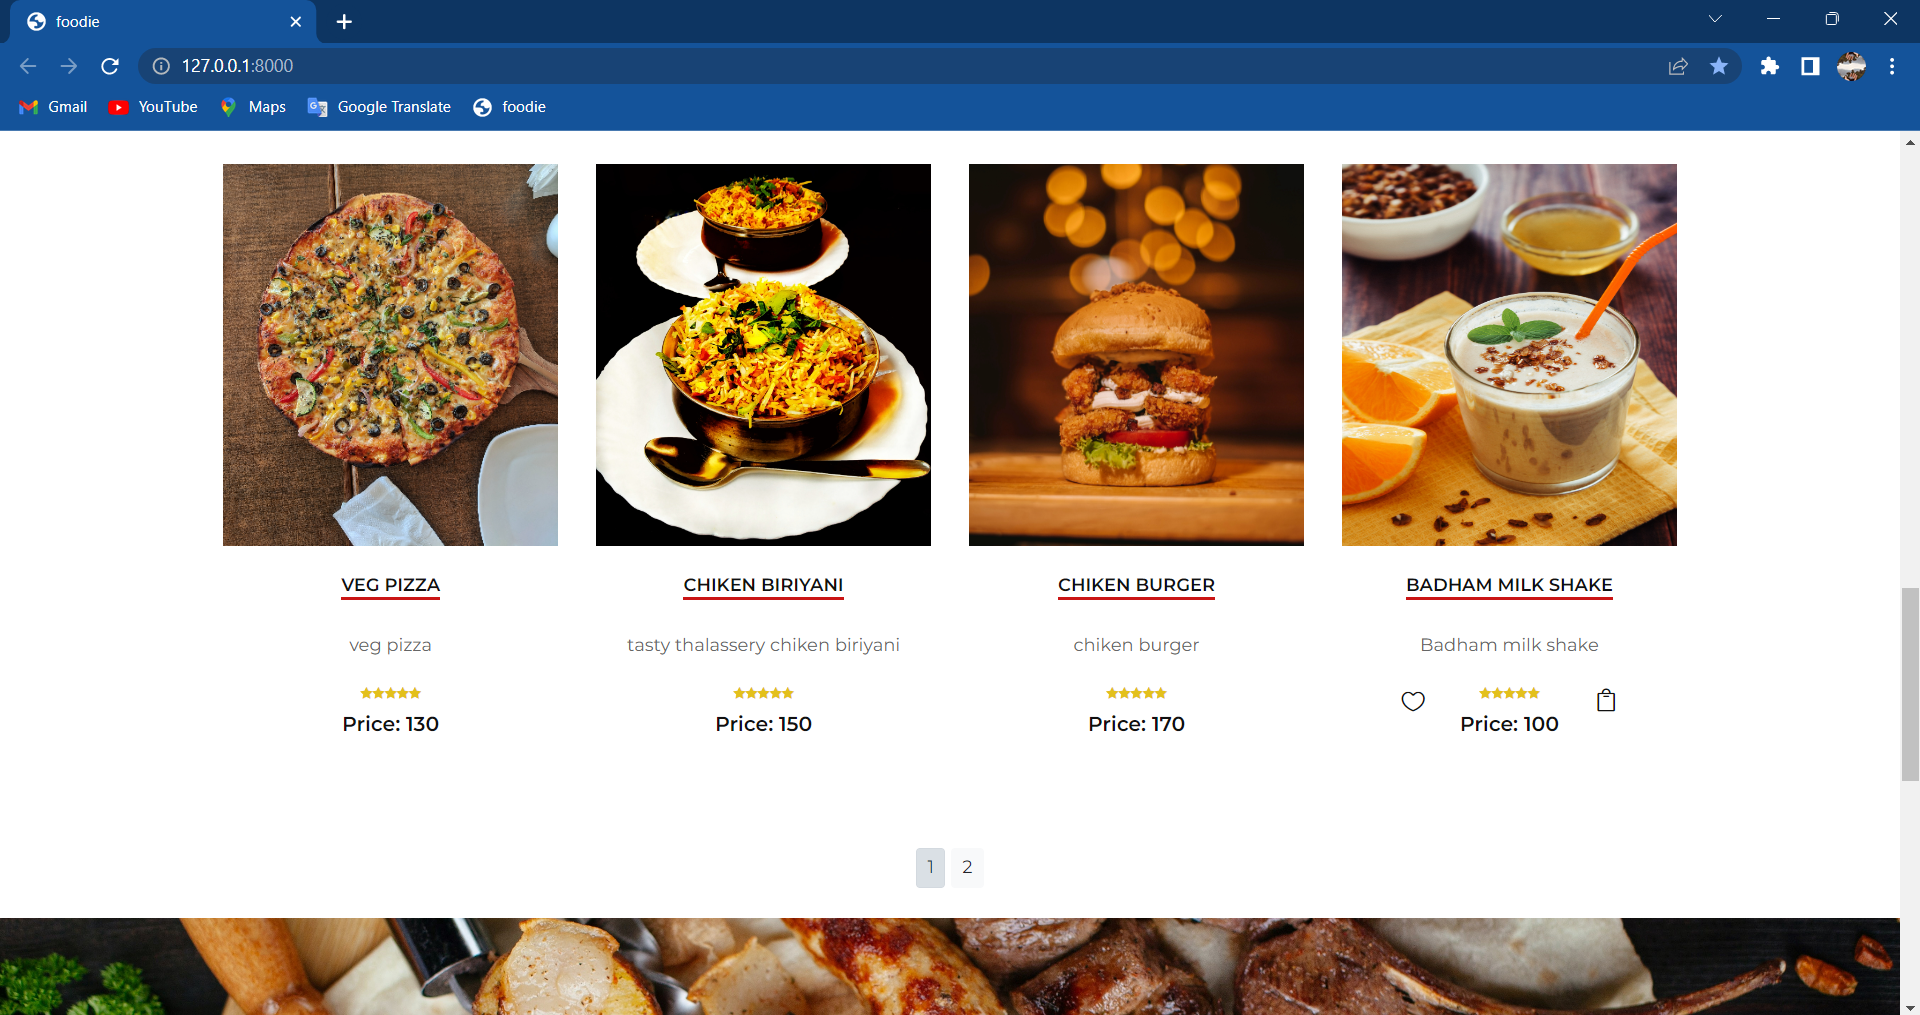 foodie
127.0.0.1:8000
Gmail YouTube Maps Google Translate foodie
VEG PIZZA
veg pizza
Price: 130
CHIKEN BIRIYANI
tasty thalassery chiken biriyani
Price: 150
CHIKEN BURGER
chiken burger
Price: 170
BADHAM MILK SHAKE
Badham milk shake
Price: 100
1 2